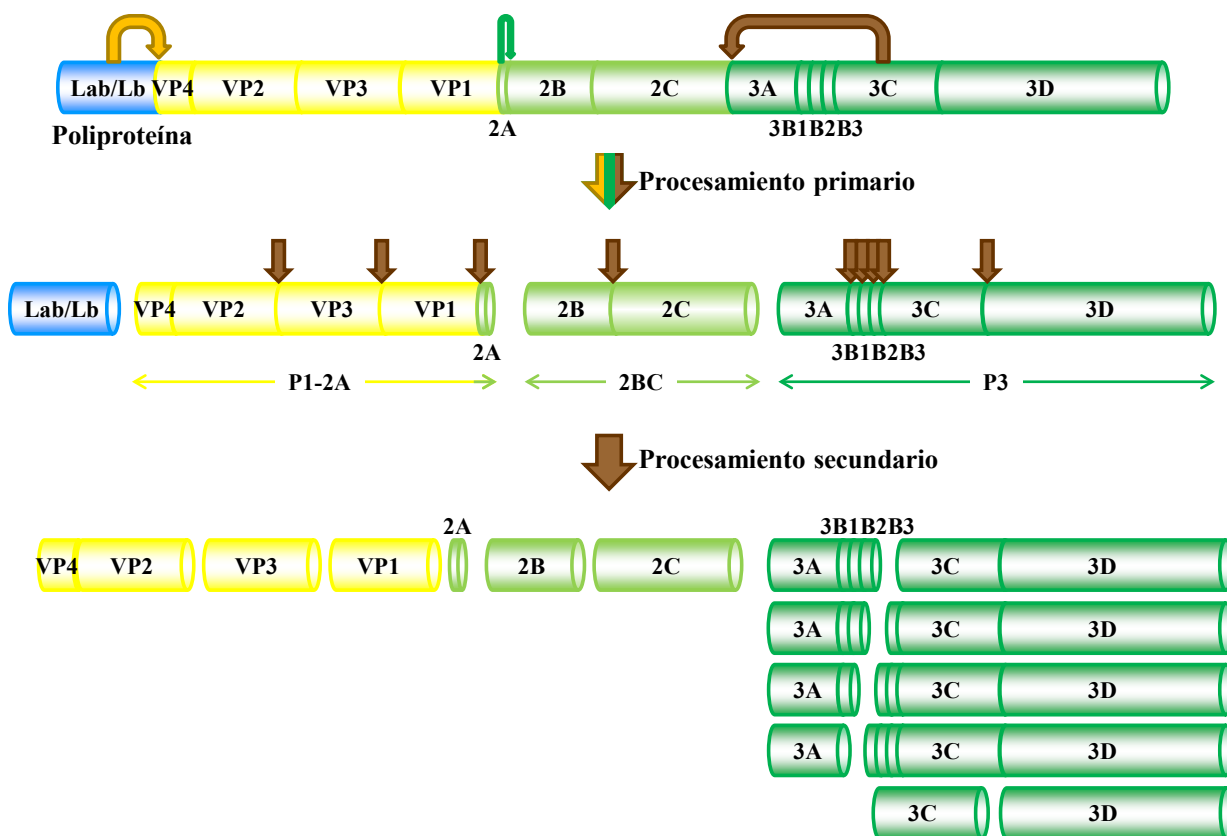 Lab/Lb VP4 VP2 VP3 VP1 2B 2C 3A 3C 3D
2A 3B1B2B3
Poliproteína
Procesamiento primario
Lab/Lb VP4 VP2 VP3 VP1 2B 2C 3A 3C 3D
2A 3B1B2B3
P1-2A 2BC P3
Procesamiento secundario
2A 3B1B2B3
VP4 VP2 VP3 VP1 2B 2C 3A 3C 3D
3A 3C 3D
3A 3C 3D
3A 3C 3D
3C 3D